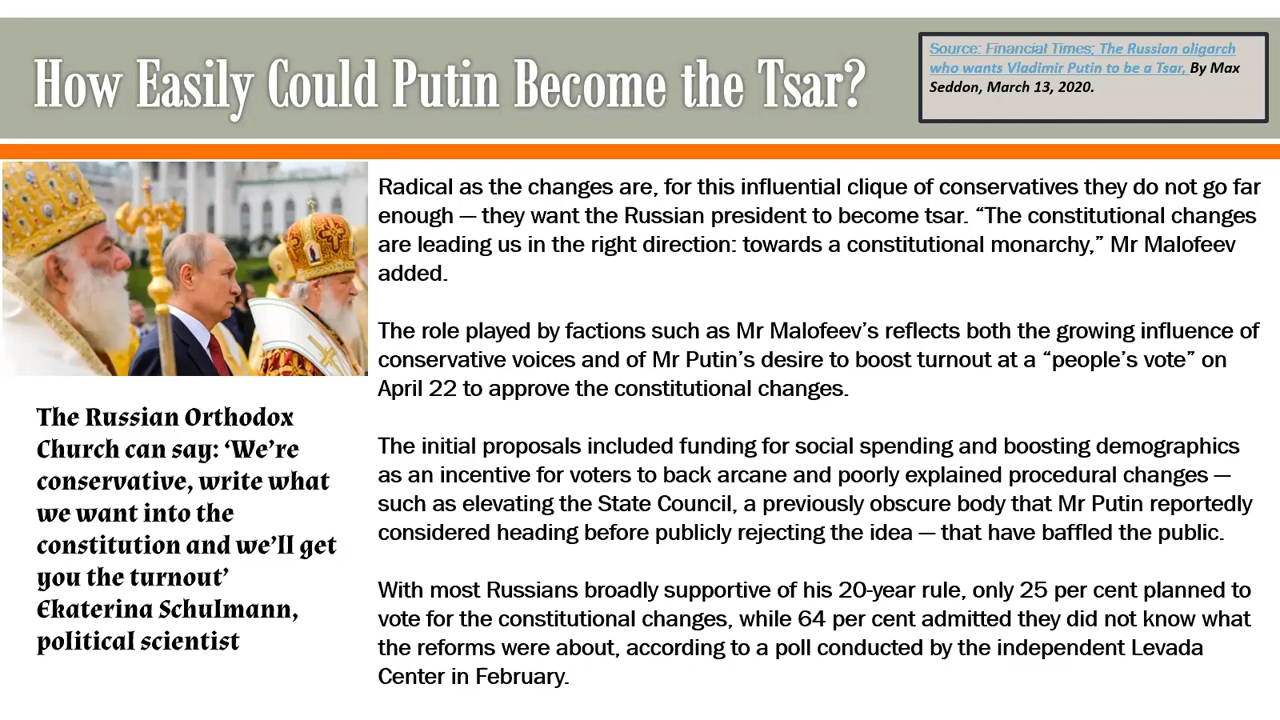 How Easily Could Putin Become the Tsar?
Source: Financial Times; The Russian oligarch
who wants Vladimir Putin to be a Tsar, By Max
Seddon, March 13, 2020.
Radical as the changes are, for this influential clique of conservatives they do not go far
enough — they want the Russian president to become tsar. “The constitutional changes
are leading us in the right direction: towards a constitutional monarchy,” Mr Malofeev
added.
The role played by factions such as Mr Malofeev’s reflects both the growing influence of
conservative voices and of Mr Putin’s desire to boost turnout at a “people’s vote” on
April 22 to approve the constitutional changes.
The initial proposals included funding for social spending and boosting demographics
as an incentive for voters to back arcane and poorly explained procedural changes —
such as elevating the State Council, a previously obscure body that Mr Putin reportedly
considered heading before publicly rejecting the idea — that have baffled the public.
With most Russians broadly supportive of his 20-year rule, only 25 per cent planned to
vote for the constitutional changes, while 64 per cent admitted they did not know what
the reforms were about, according to a poll conducted by the independent Levada
Center in February.
The Russian Orthodox
Church can say: ‘We’re
conservative, write what
we want into the
constitution and we’ll get
you the turnout’
Ekaterina Schulmann,
political scientist